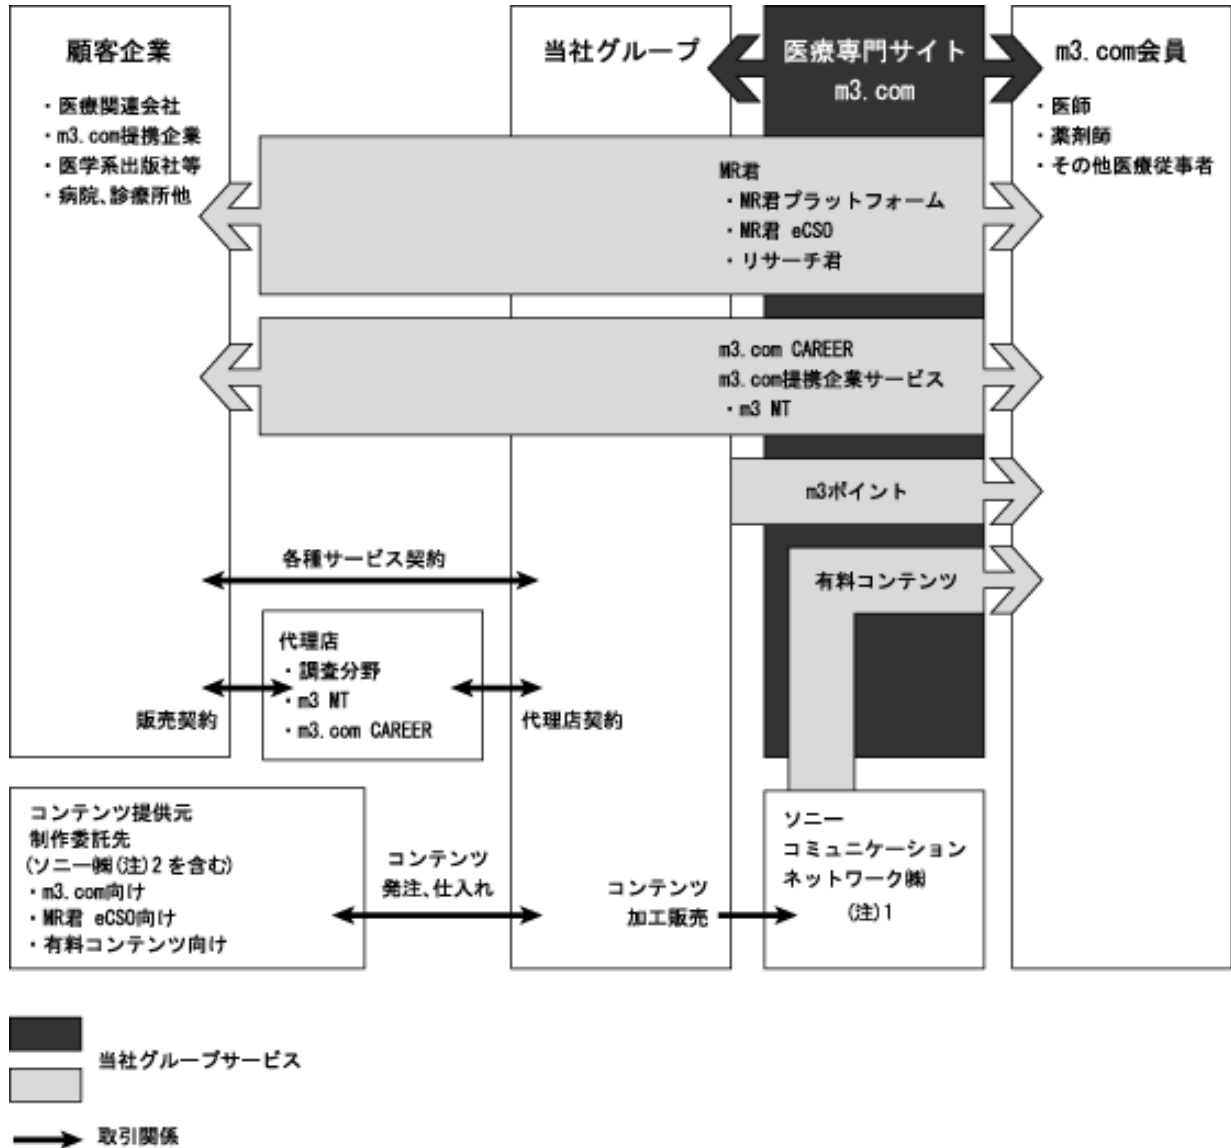 顧客企業
・医療関連会社
・m3.com提携企業
・医学系出版社等
・病院、診療所他
当社グループ
医療専門サイト
m3.com
m3.com会員
・医師
・薬剤師
・その他医療従事者
MR君
・MR君プラットフォーム
・MR君 eCSO
・リサーチ君
m3.com CAREER
m3.com提携企業サービス
・m3 MT
m3ポイント
有料コンテンツ
各種サービス契約
代理店
・調査分野
・m3 MT
・m3.com CAREER
販売契約
代理店契約
コンテンツ提供元
制作委託先
(ソニー㈱(注)2を含む)
・m3.com向け
・MR君 eCSO向け
・有料コンテンツ向け
コンテンツ
発注、仕入れ
コンテンツ
加工販売
ソニー
コミュニケーション
ネットワーク㈱
(注)1
当社グループサービス
取引関係